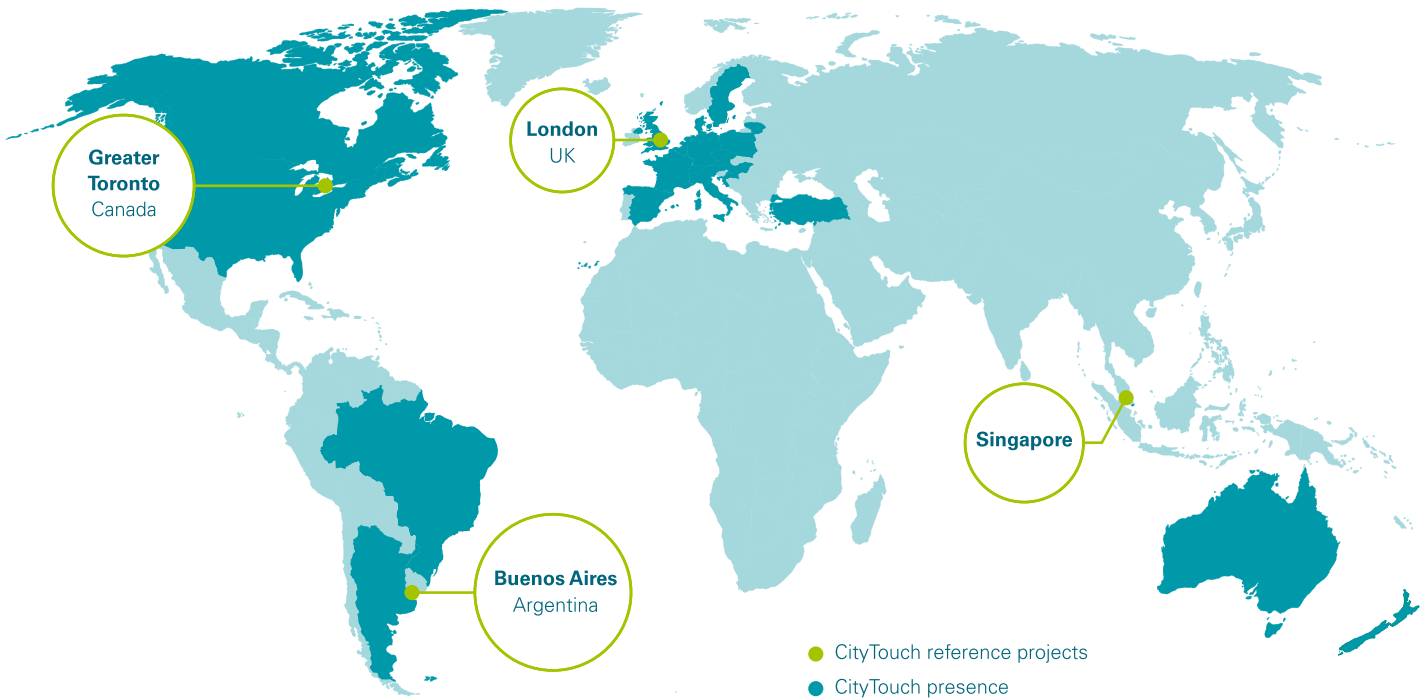 Greater
Toronto
Canada
London
UK
Singapore
Buenos Aires
Argentina
CityTouch reference projects
CityTouch presence